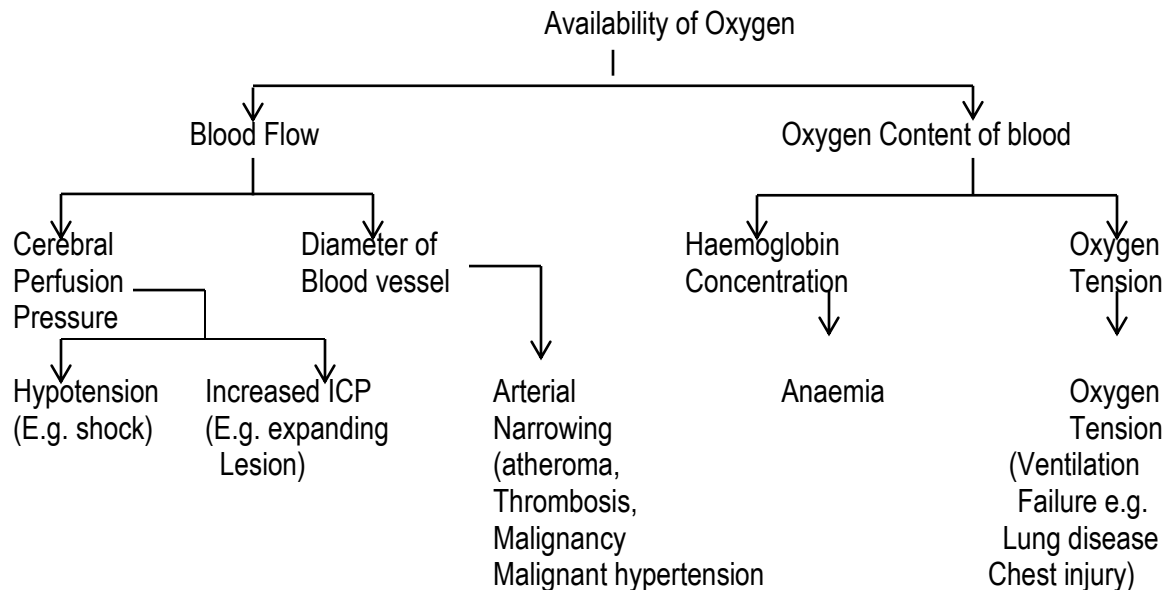 Availability of Oxygen
Blood Flow
Oxygen Content of blood
Cerebral
Perfusion
Pressure
Diameter of
Blood vessel
Haemoglobin
Concentration
Oxygen
Tension
Hypotension
(E.g. shock)
Increased ICP
(E.g. expanding
Lesion)
Arterial
Narrowing
(atheroma,
Thrombosis,
Malignancy
Malignant hypertension
Anaemia
Oxygen
Tension
(Ventilation
Failure e.g.
Lung disease
Chest injury)